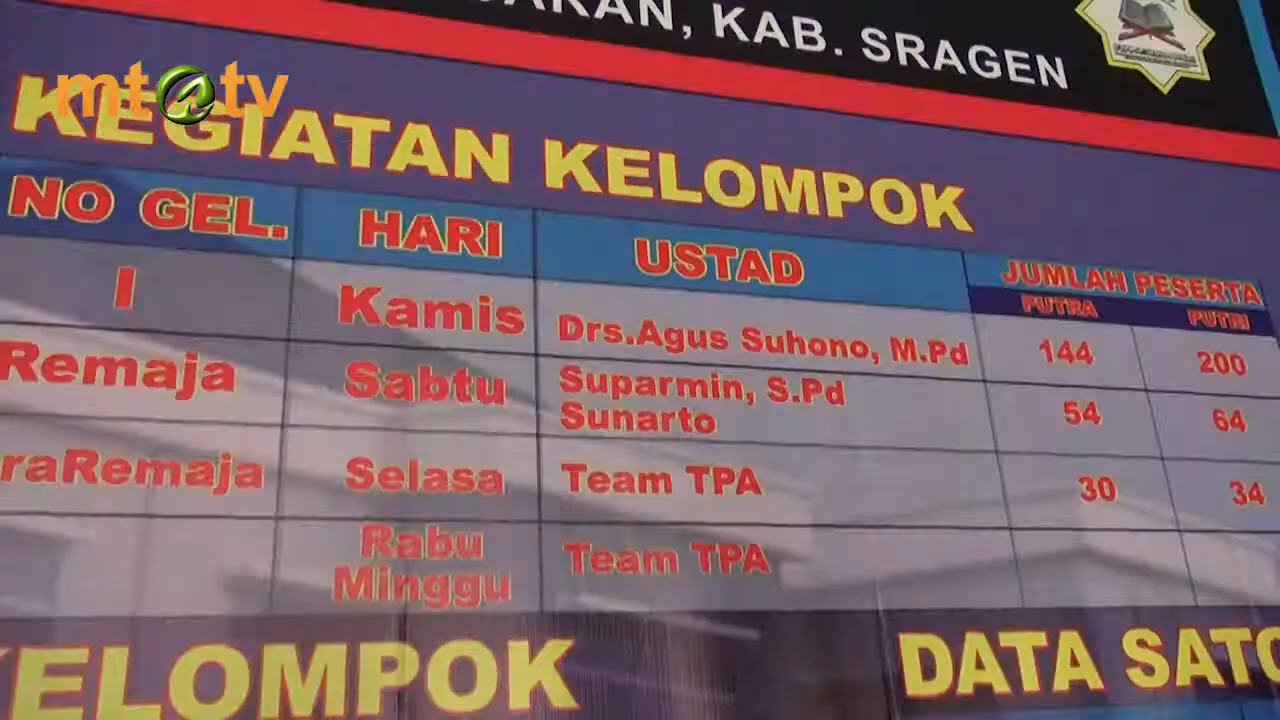 AKAN, KAB. SRAGEN
mt@tv
KEGIATAN KELOMPOK
NO GEL. HARI USTAD JUMLAH PESERTA
PUTRA PUTRI
I Kamis Drs.Agus Suhono, M.Pd 144 200
Remaja Sabtu Suparmin, S.Pd 54 64
Sunarto
raRemaja Selasa Team TPA 30 34
Rabu Team TPA
Minggu
KELOMPOK DATA SATG